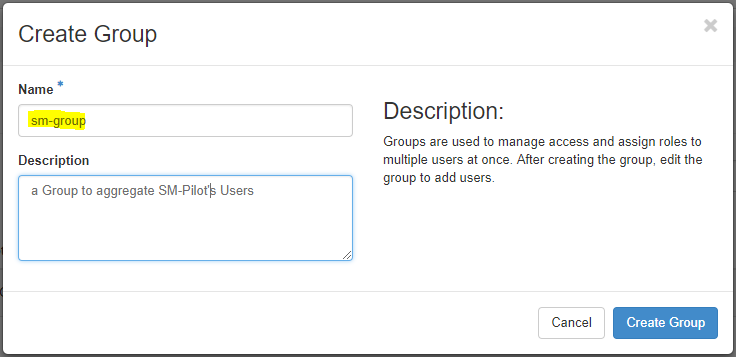 Create Group
Name *
sm-group
Description
a Group to aggregate SM-Pilot's Users
Description:
Groups are used to manage access and assign roles to
multiple users at once. After creating the group, edit the
group to add users.
Cancel
Create Group